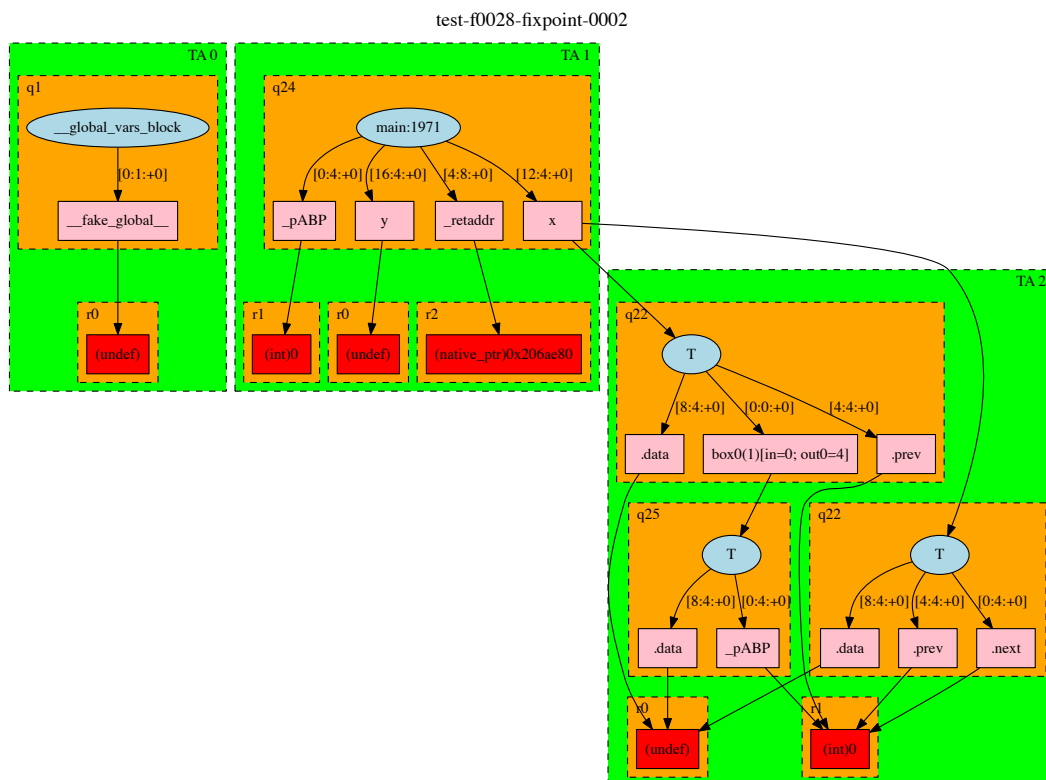 test-f0028-fixpoint-0002
TA 0
q1
__global_vars_block
[0:1:+0]
__fake_global__
r0
(undef)
TA 1
q24
main:1971
[0:4:+0] [16:4:+0] [4:8:+0] [12:4:+0]
_pABP y _retaddr x
r1 r0 r2
(int)0 (undef) (native_ptr)0x206ae80
TA 2
q22
T
[8:4:+0] [0:0:+0] [4:4:+0]
.data box0(1)[in=0; out0=4] .prev
q25
T
[8:4:+0] [0:4:+0]
.data _pABP
q22
T
[8:4:+0] [4:4:+0] [0:4:+0]
.data .prev .next
r0 r1
(undef) (int)0